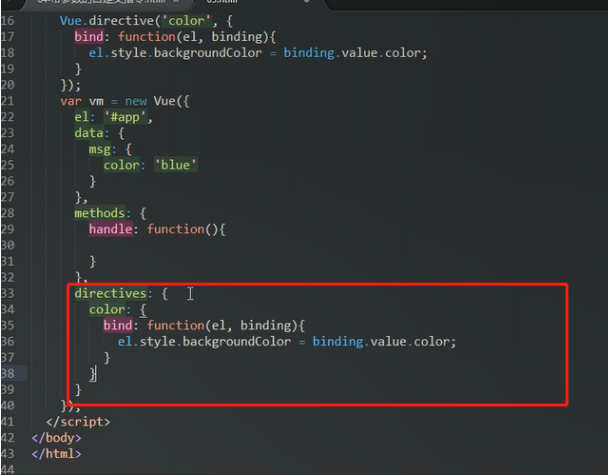 16 Vue.directive('color', {
17 bind: function(el, binding){
18 el.style.backgroundColor = binding.value.color;
19 }
20 });
21 var vm = new Vue({
22 el: '#app',
23 data: {
24 msg: {
25 color: 'blue'
26 }
27 },
28 methods: {
29 handle: function(){
30
31 }
32 },
33 directives: {
34 color: {
35 bind: function(el, binding){
36 el.style.backgroundColor = binding.value.color;
37 }
38 }
39 }
40 });
41 </script>
42 </body>
43 </html>
44